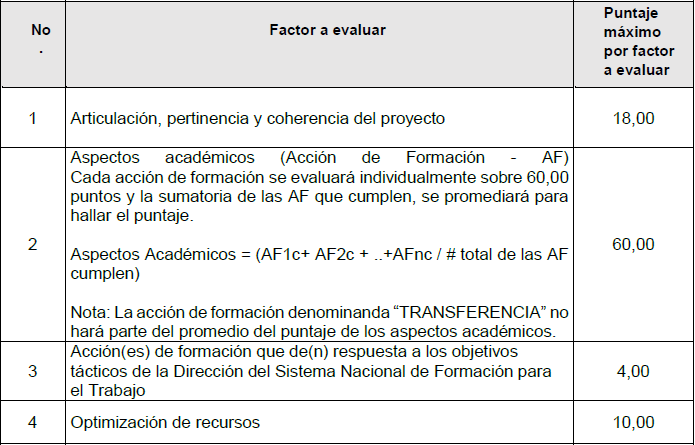 No
.
Factor a evaluar
Puntaje
máximo
por factor
a evaluar
1
Articulación, pertinencia y coherencia del proyecto
18,00
2
Aspectos académicos (Acción de Formación - AF)
Cada acción de formación se evaluará individualmente sobre 60,00
puntos y la sumatoria de las AF que cumplen, se promediará para
hallar el puntaje.
Aspectos Académicos = (AF1c+ AF2c + ..+AFnc / # total de las AF
cumplen)
Nota: La acción de formación denominanda “TRANSFERENCIA” no
hará parte del promedio del puntaje de los aspectos académicos.
60,00
3
Acción(es) de formación que de(n) respuesta a los objetivos
tácticos de la Dirección del Sistema Nacional de Formación para
el Trabajo
4,00
4
Optimización de recursos
10,00